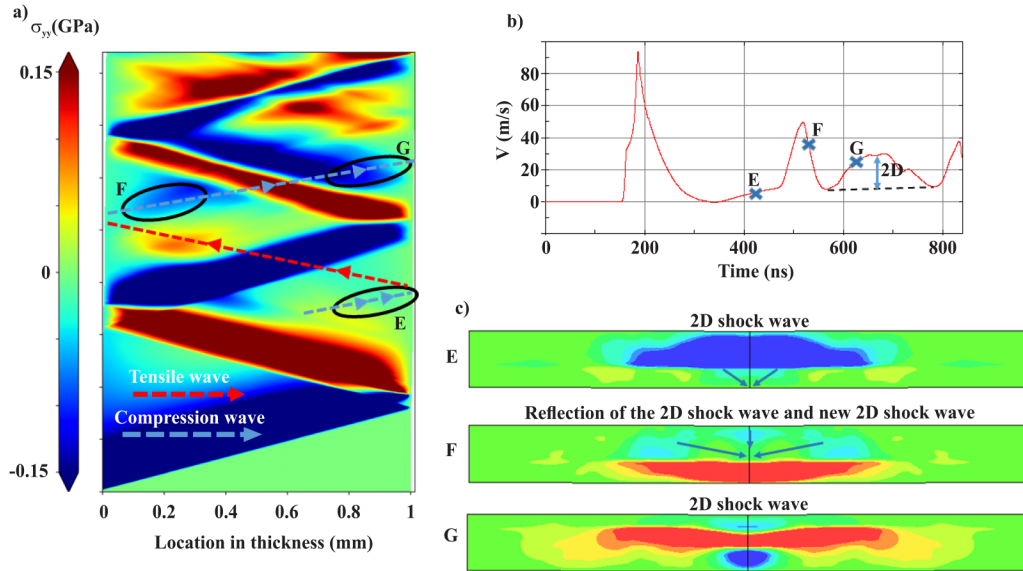 a)
σyy(GPa)
0.15
0
-0.15
F
G
E
Tensile wave
Compression wave
0 0.2 0.4 0.6 0.8 1
Location in thickness (mm)
b)
V (m/s)
80
60
40
20
0
E
F
G
2D
0 200 400 600 800
Time (ns)
c)
2D shock wave
E
Reflection of the 2D shock wave and new 2D shock wave
F
2D shock wave
G